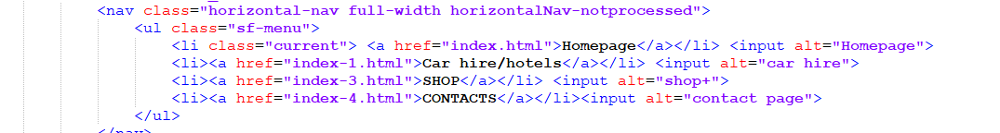 <nav class="horizontal-nav full-width horizontalNav-notprocessed">
<ul class="sf-menu">
<li class="current"> <a href="index.html">Homepage</a></li> <input alt="Homepage">
<li><a href="index-1.html">Car hire/hotels</a></li> <input alt="car hire">
<li><a href="index-3.html">SHOP</a></li> <input alt="shop+">
<li><a href="index-4.html">CONTACTS</a></li><input alt="contact page">
</ul>
</nav>